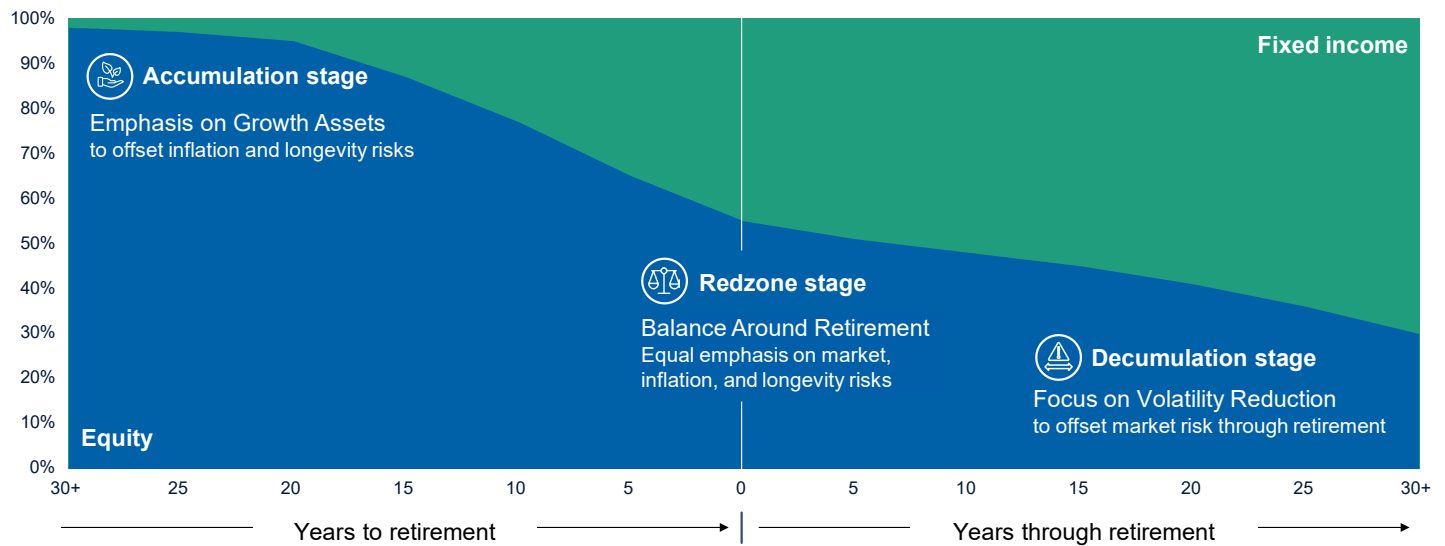 100%
90%
80%
70%
60%
50%
40%
30%
20%
10%
0%
Fixed income
Accumulation stage
Emphasis on Growth Assets
to offset inflation and longevity risks
Redzone stage
Balance Around Retirement
Equal emphasis on market,
inflation, and longevity risks
Decumulation stage
Focus on Volatility Reduction
to offset market risk through retirement
Equity
30+ 25 20 15 10 5 0 5 10 15 20 25 30+
Years to retirement
Years through retirement